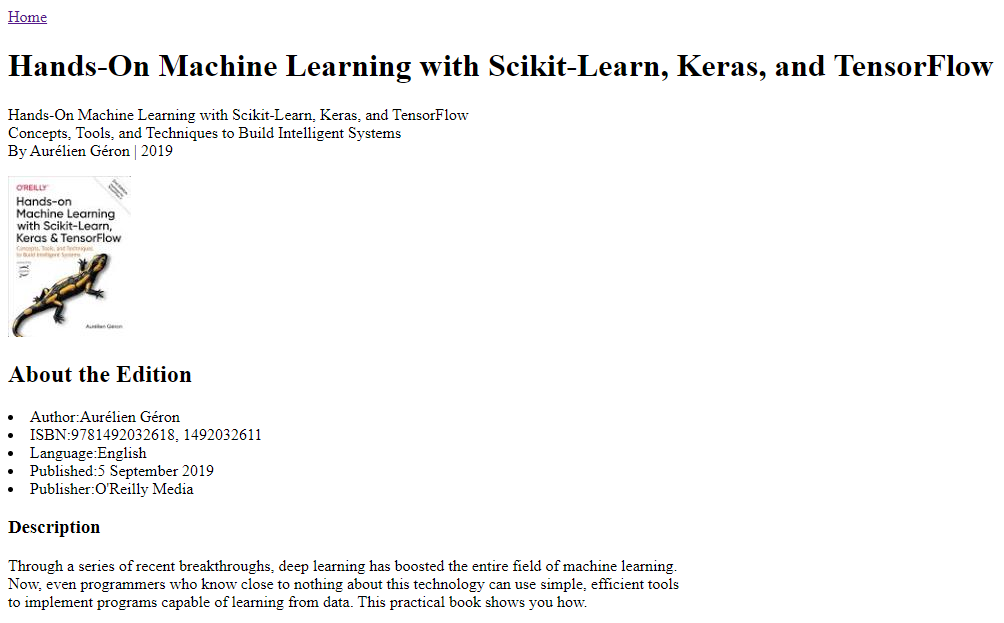 Home
Hands-On Machine Learning with Scikit-Learn, Keras, and TensorFlow
Hands-On Machine Learning with Scikit-Learn, Keras, and TensorFlow
Concepts, Tools, and Techniques to Build Intelligent Systems
By Aurélien Géron | 2019
O'REILLY
Hands-on
Machine Learning
with Scikit-Learn,
Keras & TensorFlow
Concepts, Tools, and Techniques
to Build Intelligent Systems
Aurélien Géron
About the Edition
Author:Aurélien Géron
ISBN:9781492032618, 1492032611
Language:English
Published:5 September 2019
Publisher:O'Reilly Media
Description
Through a series of recent breakthroughs, deep learning has boosted the entire field of machine learning.
Now, even programmers who know close to nothing about this technology can use simple, efficient tools
to implement programs capable of learning from data. This practical book shows you how.